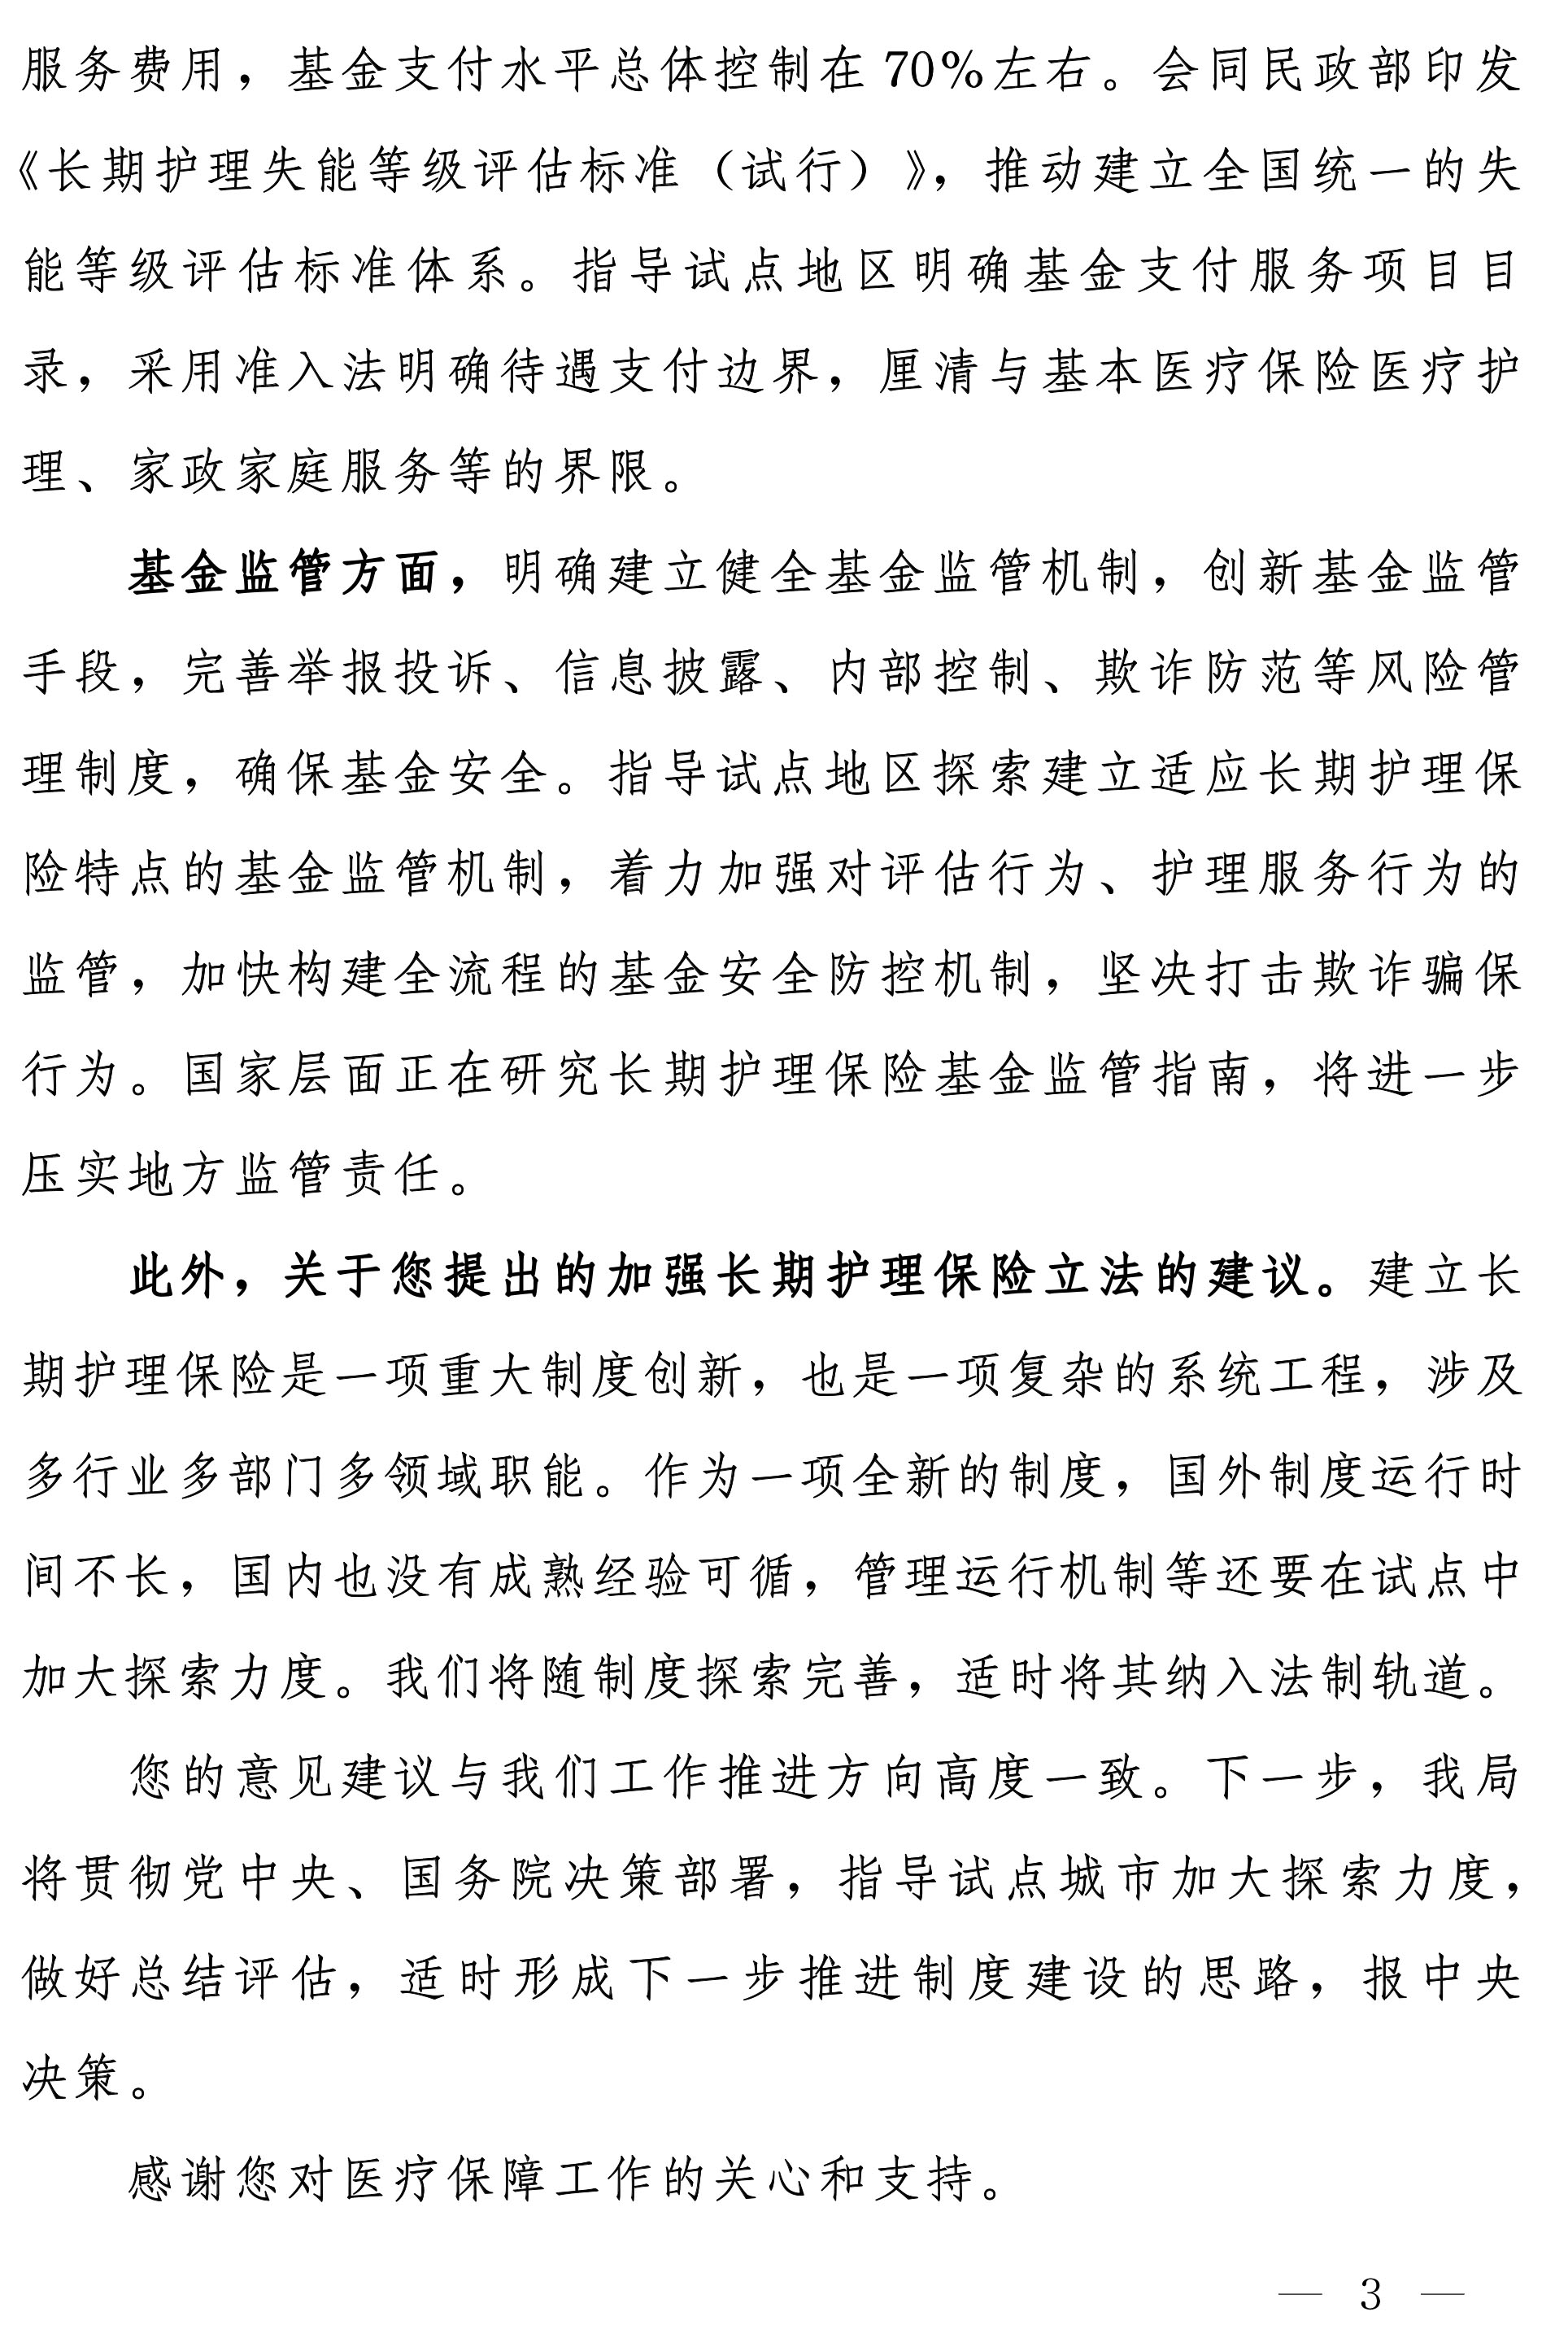 服务费用，基金支付水平总体控制在70%左右。会同民政部印发
《长期护理失能等级评估标准（试行）》，推动建立全国统一的失
能等级评估标准体系。指导试点地区明确基金支付服务项目目
录，采用准入法明确待遇支付边界，厘清与基本医疗保险医疗护
理、家政家庭服务等的界限。
基金监管方面，明确建立健全基金监管机制，创新基金监管
手段，完善举报投诉、信息披露、内部控制、欺诈防范等风险管
理制度，确保基金安全。指导试点地区探索建立适应长期护理保
险特点的基金监管机制，着力加强对评估行为、护理服务行为的
监管，加快构建全流程的基金安全防控机制，坚决打击欺诈骗保
行为。国家层面正在研究长期护理保险基金监管指南，将进一步
压实地方监管责任。
此外，关于您提出的加强长期护理保险立法的建议。建立长
期护理保险是一项重大制度创新，也是一项复杂的系统工程，涉及
多行业多部门多领域职能。作为一项全新的制度，国外制度运行时
间不长，国内也没有成熟经验可循，管理运行机制等还要在试点中
加大探索力度。我们将随制度探索完善，适时将其纳入法制轨道。
您的意见建议与我们工作推进方向高度一致。下一步，我局
将贯彻党中央、国务院决策部署，指导试点城市加大探索力度，
做好总结评估，适时形成下一步推进制度建设的思路，报中央
决策。
感谢您对医疗保障工作的关心和支持。
— 3 —